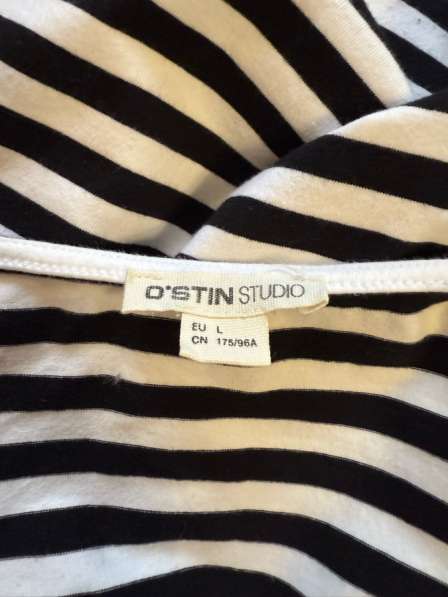 O'STIN STUDIO
EU L
CN 175/96A